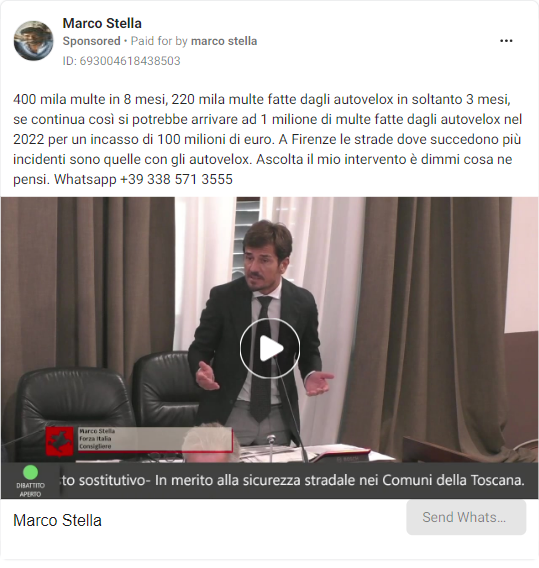 Marco Stella
Sponsored • Paid for by marco stella
ID: 693004618438503
400 mila multe in 8 mesi, 220 mila multe fatte dagli autovelox in soltanto 3 mesi,
se continua così si potrebbe arrivare ad 1 milione di multe fatte dagli autovelox nel
2022 per un incasso di 100 milioni di euro. A Firenze le strade dove succedono più
incidenti sono quelle con gli autovelox. Ascolta il mio intervento è dimmi cosa ne
pensi. Whatsapp +39 338 571 3555
Marco Stella
Forza Italia
Consigliere
DIBATTITO
APERTO
to sostitutivo- In merito alla sicurezza stradale nei Comuni della Toscana.
Marco Stella
Send Whats...